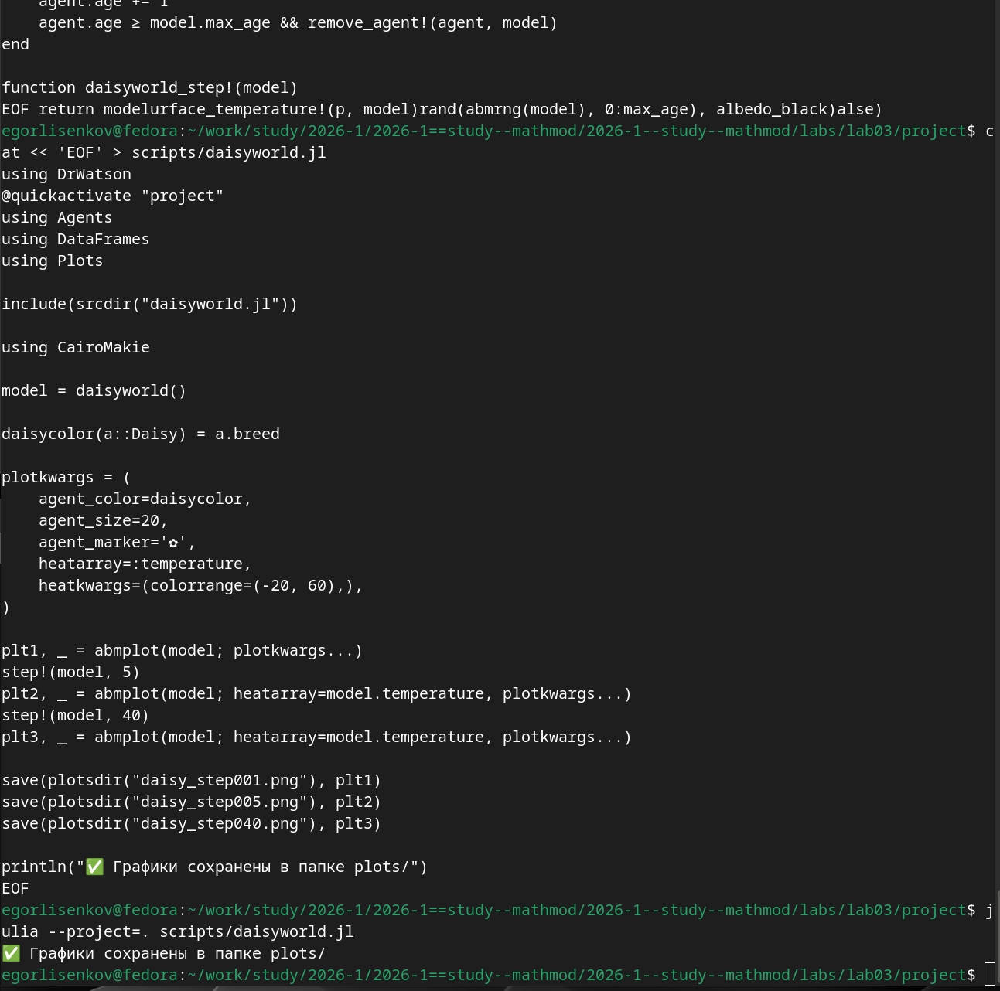 agent.age += 1
    agent.age ≥ model.max_age && remove_agent!(agent, model)
end

function daisyworld_step!(model)
EOF return modelurface_temperature!(p, model)rand(abmrng(model), 0:max_age), albedo_black)alse)
egorlisenkov@fedora:~/work/study/2026-1/2026-1==study--mathmod/2026-1--study--mathmod/labs/lab03/project$ c
at << 'EOF' > scripts/daisyworld.jl
using DrWatson
@quickactivate "project"
using Agents
using DataFrames
using Plots

include(srcdir("daisyworld.jl"))

using CairoMakie

model = daisyworld()

daisycolor(a::Daisy) = a.breed

plotkwargs = (
    agent_color=daisycolor,
    agent_size=20,
    agent_marker='✿',
    heatarray=:temperature,
    heatkwargs=(colorrange=(-20, 60),),
)

plt1, _ = abmplot(model; plotkwargs...)
step!(model, 5)
plt2, _ = abmplot(model; heatarray=model.temperature, plotkwargs...)
step!(model, 40)
plt3, _ = abmplot(model; heatarray=model.temperature, plotkwargs...)

save(plotsdir("daisy_step001.png"), plt1)
save(plotsdir("daisy_step005.png"), plt2)
save(plotsdir("daisy_step040.png"), plt3)

println("✅ Графики сохранены в папке plots/")
EOF
egorlisenkov@fedora:~/work/study/2026-1/2026-1==study--mathmod/2026-1--study--mathmod/labs/lab03/project$ j
ulia --project=. scripts/daisyworld.jl
✅ Графики сохранены в папке plots/
egorlisenkov@fedora:~/work/study/2026-1/2026-1==study--mathmod/2026-1--study--mathmod/labs/lab03/project$